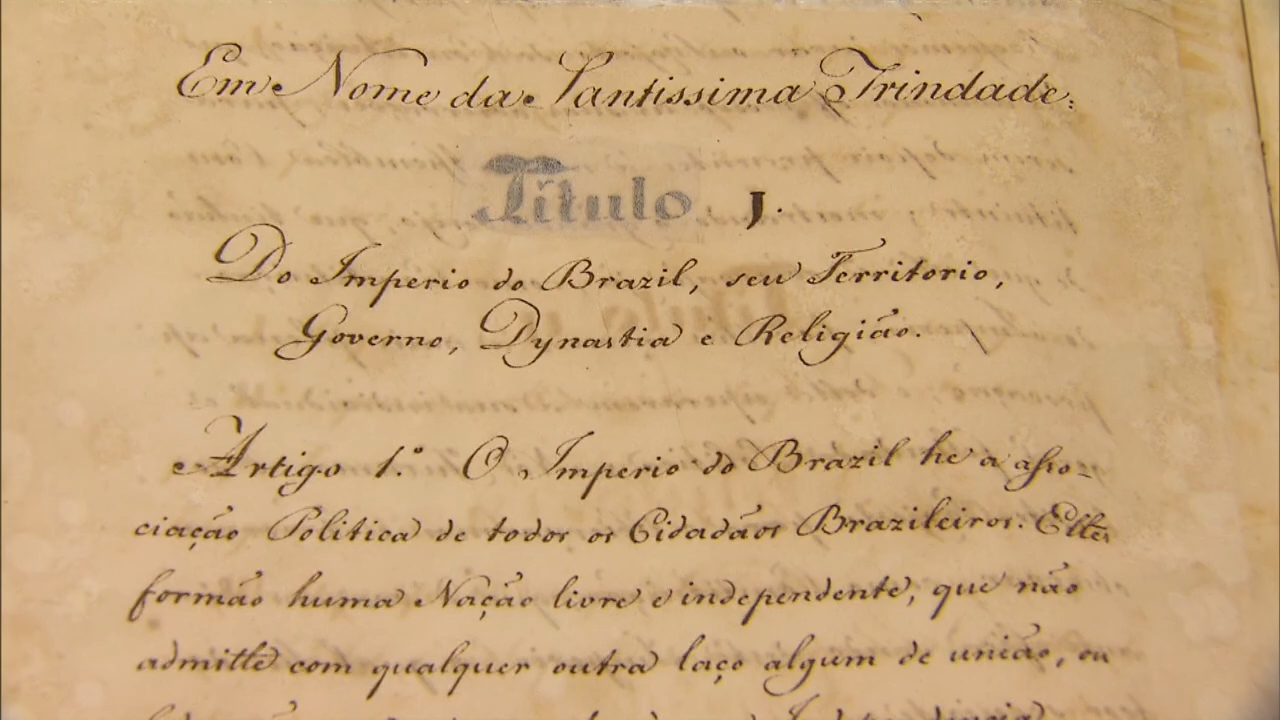 Em Nome da Santissima Trindade.
Titulo 1.
Do Imperio do Brazil, seu Territorio,
Governo, Dynastia e Religião.
Artigo 1.º O Imperio do Brazil he a asso-
ciação Politica de todos os Cidadãos Brazileiros. Elles
formão huma Nação livre e independente, que não
admitte com qualquer outra laço algum de união, ou